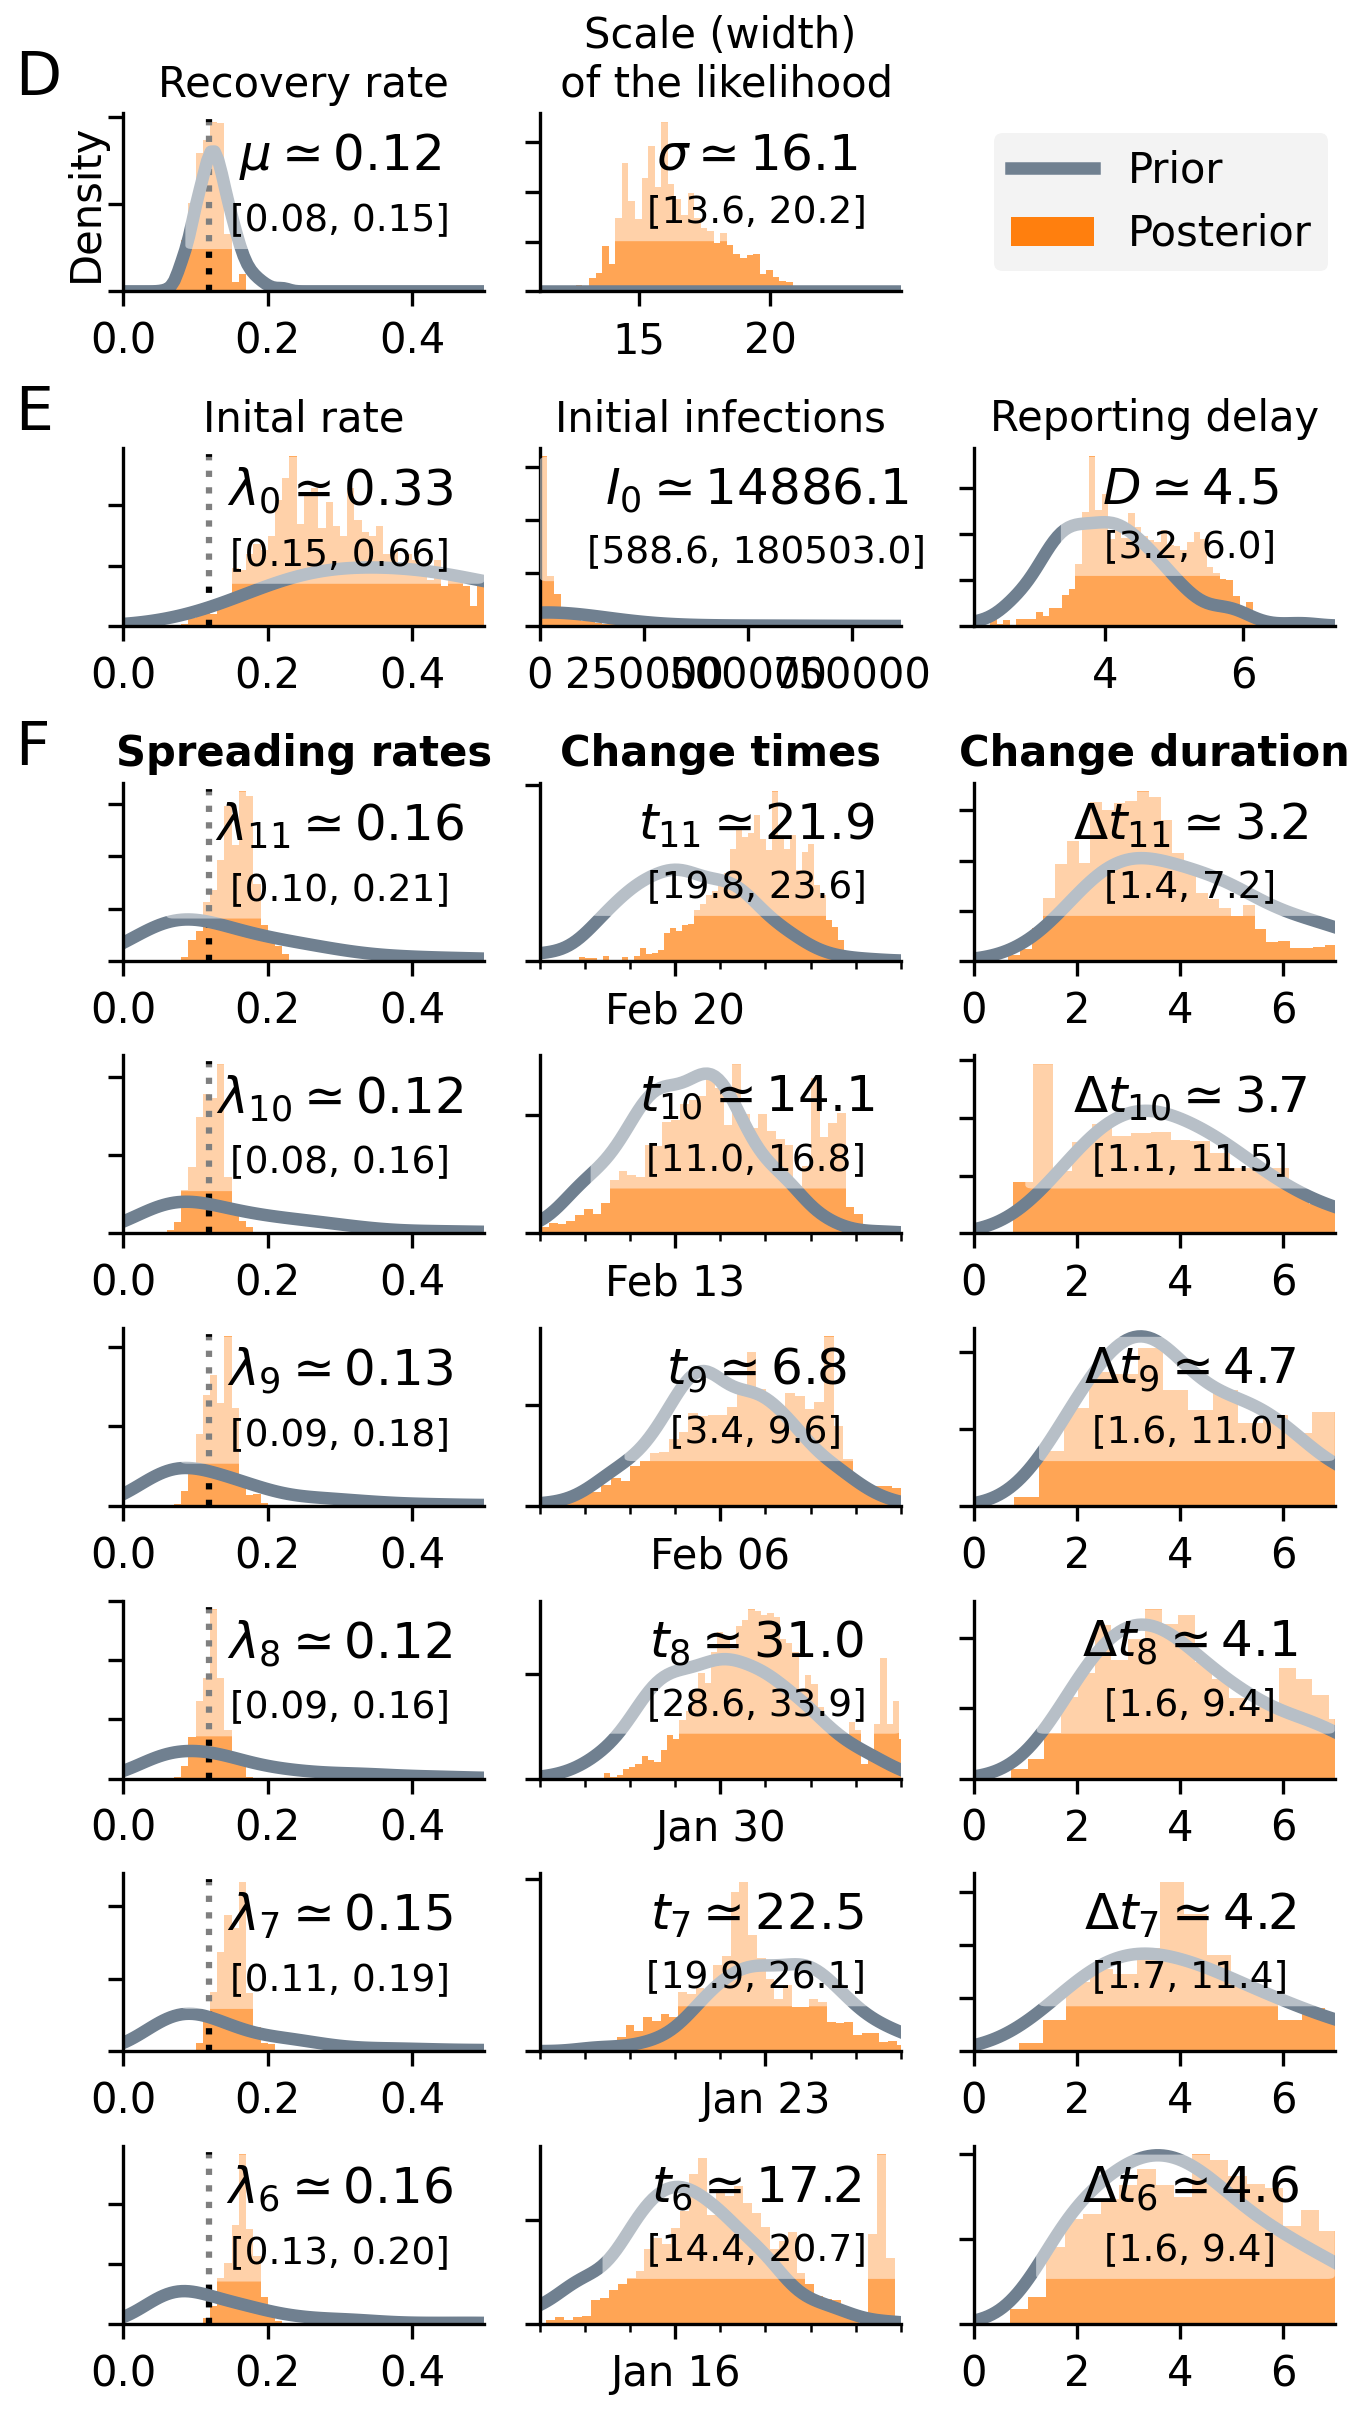 D
Recovery rate
Scale (width)
of the likelihood
Density
μ ≃ 0.12
[0.08, 0.15]
0.0 0.2 0.4
σ ≃ 16.1
[13.6, 20.2]
15 20
Prior
Posterior
E
Inital rate
λ0 ≃ 0.33
[0.15, 0.66]
0.0 0.2 0.4
Initial infections
I0 ≃ 14886.1
[588.6, 180503.0]
0 250000 500000 750000
Reporting delay
D ≃ 4.5
[3.2, 6.0]
4 6
F
Spreading rates
Change times
Change duration
λ11 ≃ 0.16
[0.10, 0.21]
0.0 0.2 0.4
t11 ≃ 21.9
[19.8, 23.6]
Feb 20
Δt11 ≃ 3.2
[1.4, 7.2]
0 2 4 6
λ10 ≃ 0.12
[0.08, 0.16]
0.0 0.2 0.4
t10 ≃ 14.1
[11.0, 16.8]
Feb 13
Δt10 ≃ 3.7
[1.1, 11.5]
0 2 4 6
λ9 ≃ 0.13
[0.09, 0.18]
0.0 0.2 0.4
t9 ≃ 6.8
[3.4, 9.6]
Feb 06
Δt9 ≃ 4.7
[1.6, 11.0]
0 2 4 6
λ8 ≃ 0.12
[0.09, 0.16]
0.0 0.2 0.4
t8 ≃ 31.0
[28.6, 33.9]
Jan 30
Δt8 ≃ 4.1
[1.6, 9.4]
0 2 4 6
λ7 ≃ 0.15
[0.11, 0.19]
0.0 0.2 0.4
t7 ≃ 22.5
[19.9, 26.1]
Jan 23
Δt7 ≃ 4.2
[1.7, 11.4]
0 2 4 6
λ6 ≃ 0.16
[0.13, 0.20]
0.0 0.2 0.4
t6 ≃ 17.2
[14.4, 20.7]
Jan 16
Δt6 ≃ 4.6
[1.6, 9.4]
0 2 4 6